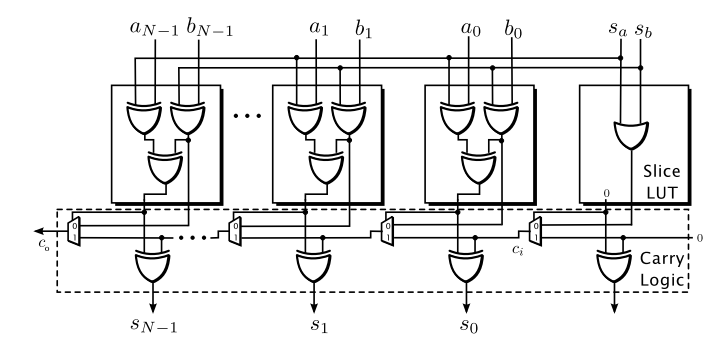 a_{N−1} b_{N−1} a_1 b_1 a_0 b_0 s_a s_b
Slice
LUT
0
0 1 0 1 0 1 0 1
c_o c_i 0
Carry
Logic
s_{N−1} s_1 s_0